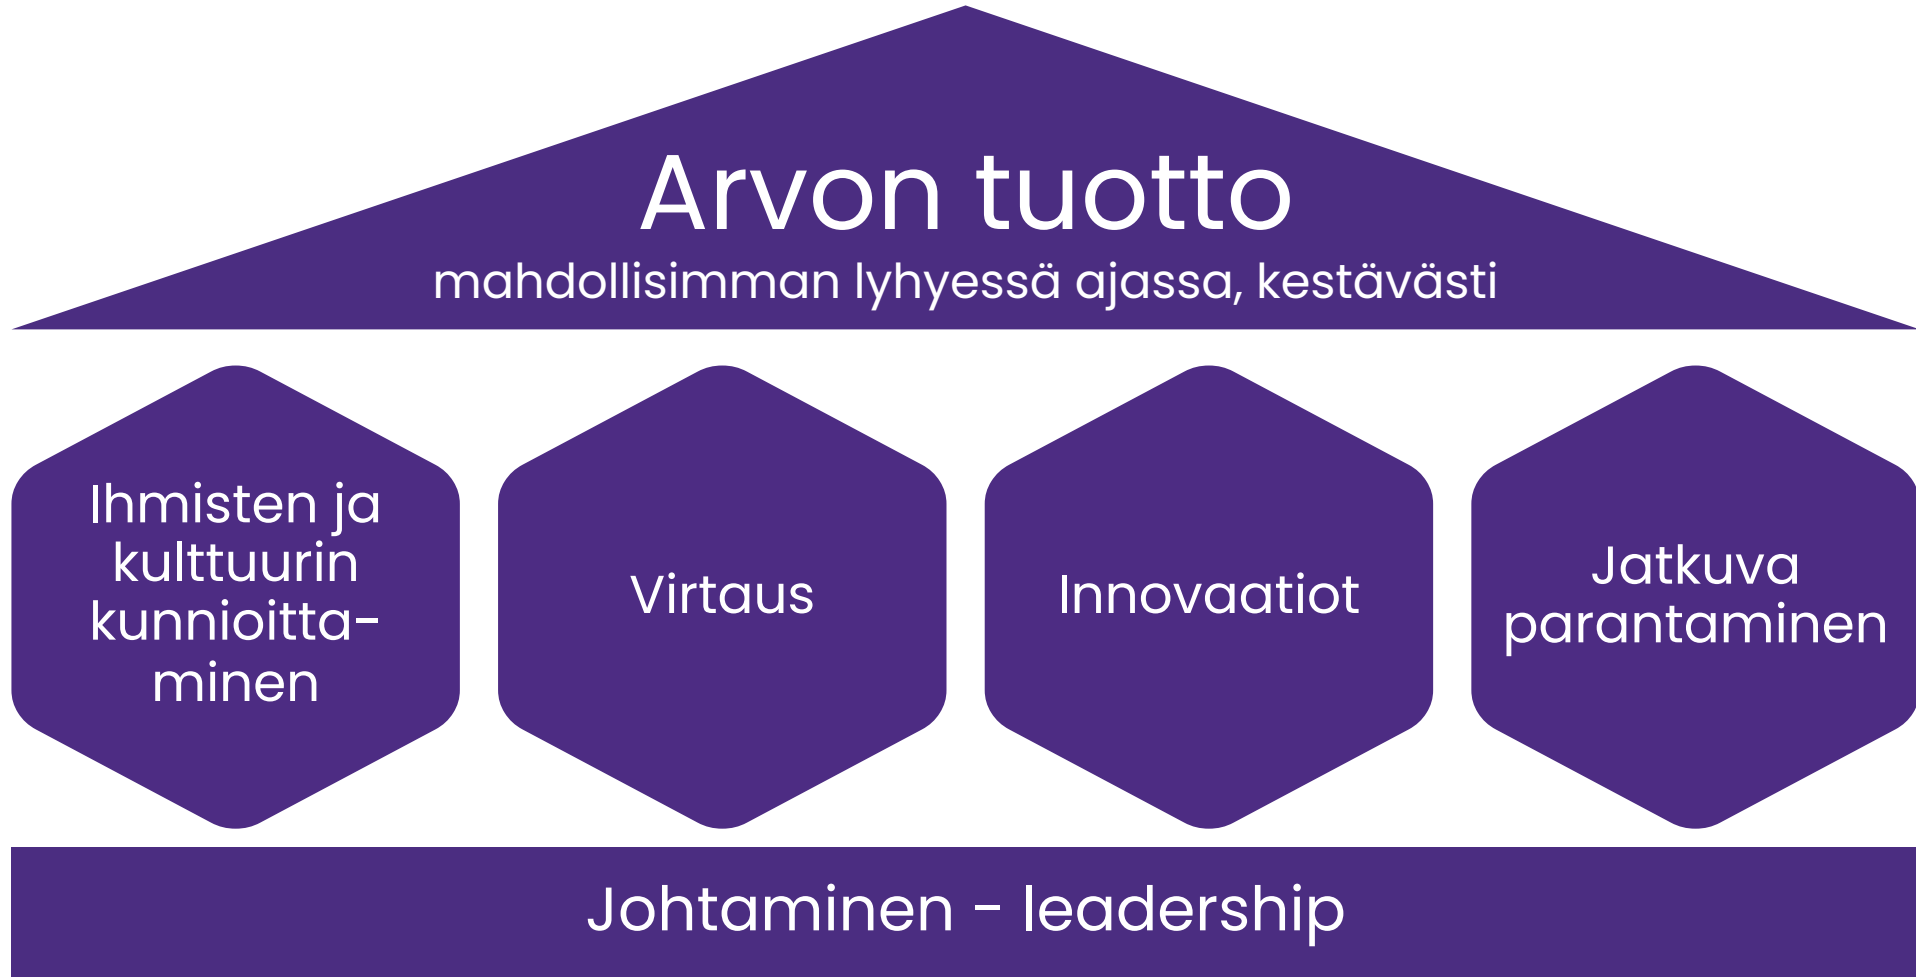 Arvon tuotto
mahdollisimman lyhyessä ajassa, kestävästi
Ihmisten ja
kulttuurin
kunnioitta-
minen
Virtaus
Innovaatiot
Jatkuva
parantaminen
Johtaminen - leadership